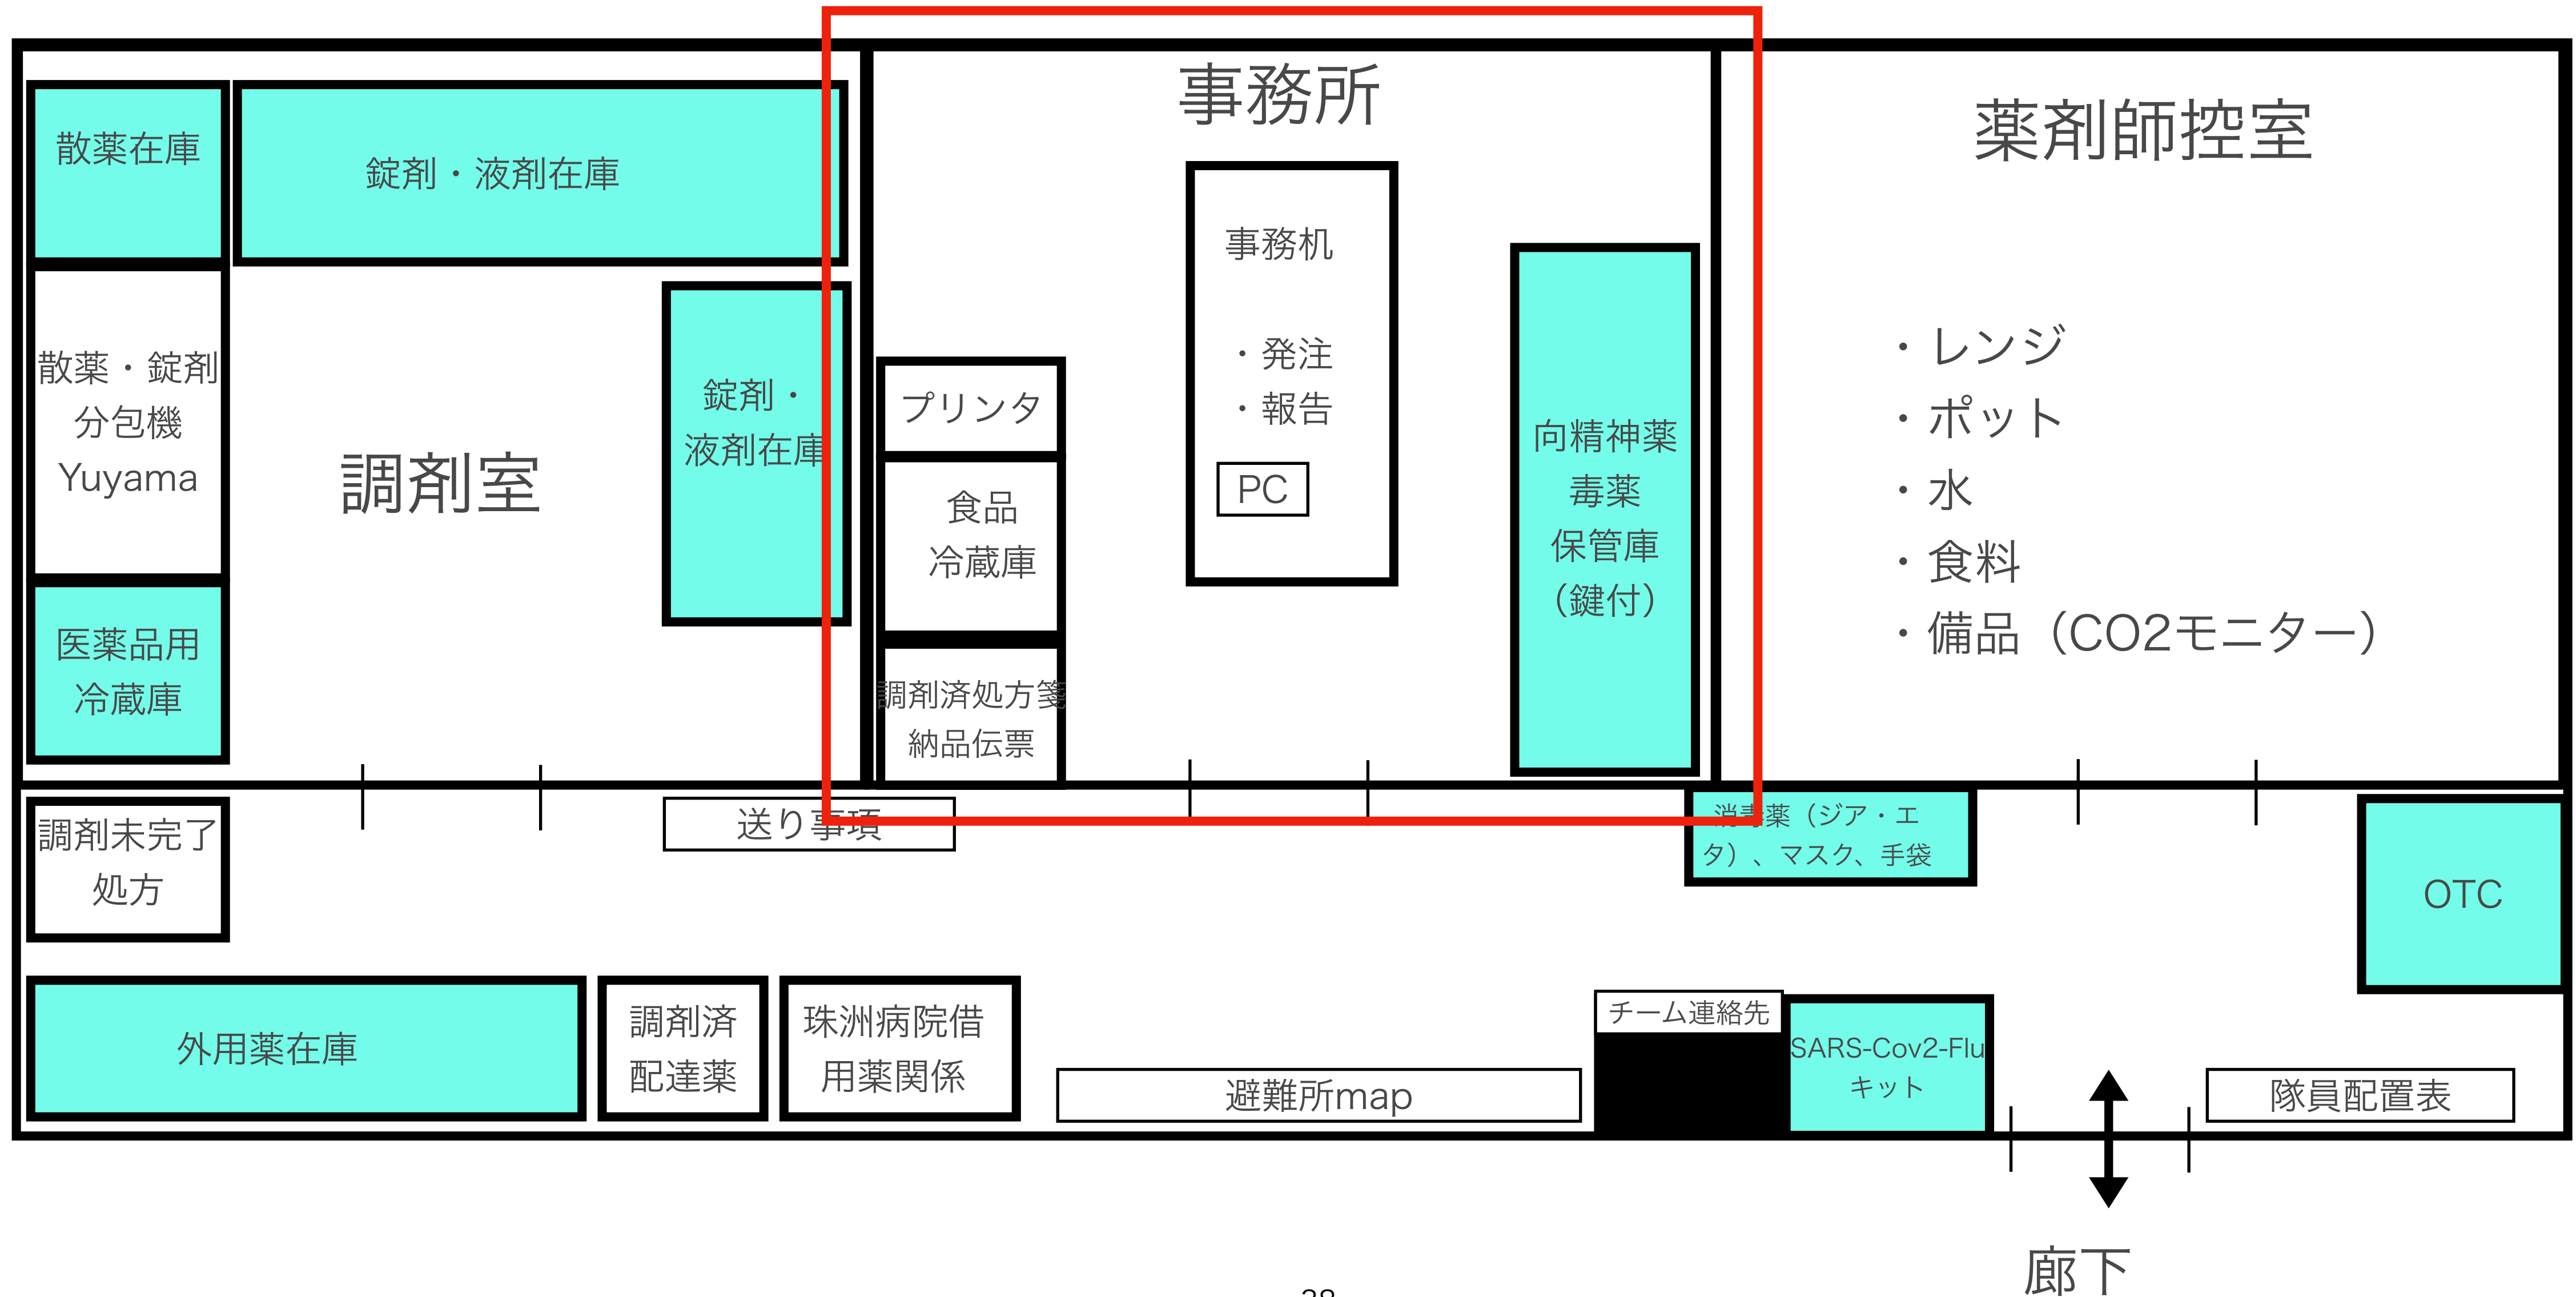 事務所
薬剤師控室
散薬在庫
錠剤・液剤在庫
事務机
・発注
・報告
PC
散薬・錠剤
分包機
Yuyama
調剤室
錠剤・
液剤在庫
プリンタ
食品
冷蔵庫
向精神薬
毒薬
保管庫
（鍵付）
・レンジ
・ポット
・水
・食料
・備品（CO2モニター）
医薬品用
冷蔵庫
調剤済処方箋
納品伝票
調剤未完了
処方
送り事項
消毒薬（ジア・エ
タ）、マスク、手袋
OTC
外用薬在庫
調剤済
配達薬
珠洲病院借
用薬関係
避難所map
チーム連絡先
SARS-Cov2-Flu
キット
隊員配置表
廊下